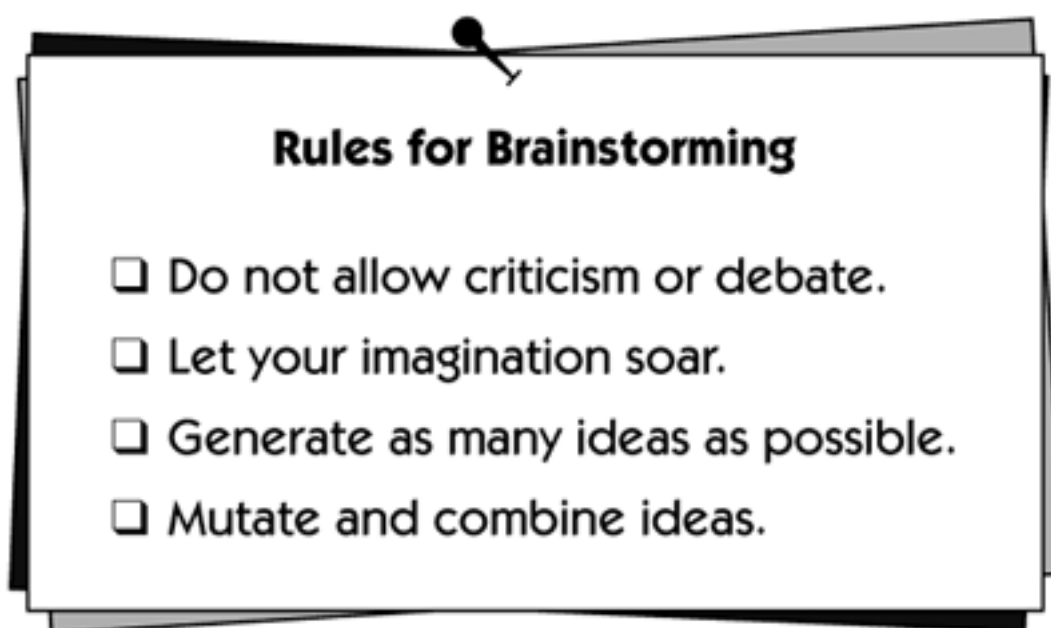 Rules for Brainstorming
❑ Do not allow criticism or debate.
❑ Let your imagination soar.
❑ Generate as many ideas as possible.
❑ Mutate and combine ideas.